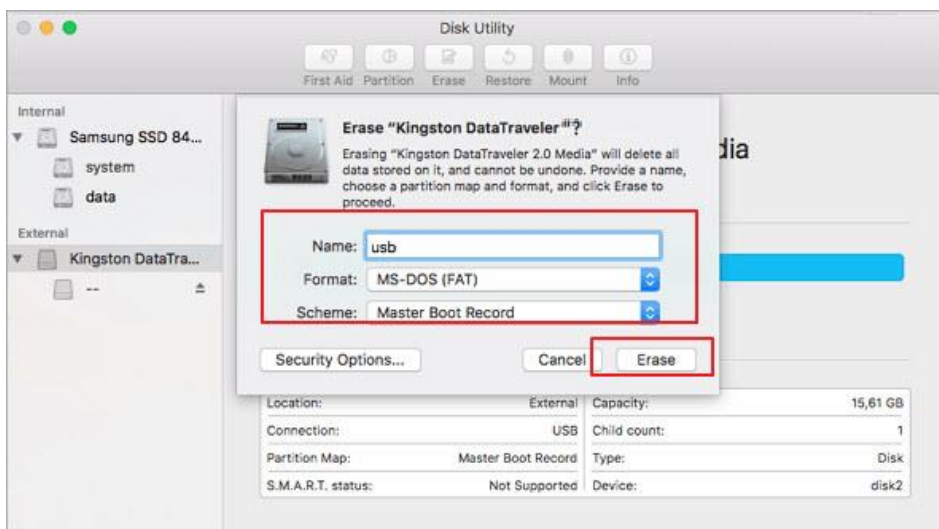 Disk Utility
First Aid Partition Erase Restore Mount Info
Internal
Samsung SSD 84...
system
data
External
Kingston DataTra...
--
Erase "Kingston DataTraveler"?
Erasing "Kingston DataTraveler 2.0 Media" will delete all
data stored on it, and cannot be undone. Provide a name,
choose a partition map and format, and click Erase to
proceed.
dia
Name: usb
Format: MS-DOS (FAT)
Scheme: Master Boot Record
Security Options... Cancel Erase
Location: External Capacity: 15,61 GB
Connection: USB Child count: 1
Partition Map: Master Boot Record Type: Disk
S.M.A.R.T. status: Not Supported Device: disk2